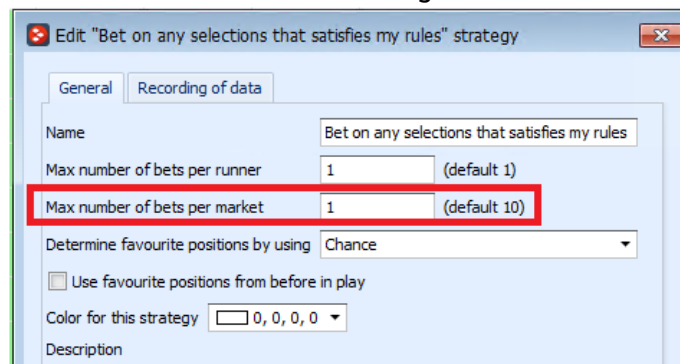 Edit "Bet on any selections that satisfies my rules" strategy
General Recording of data
Name Bet on any selections that satisfies my rules
Max number of bets per runner 1 (default 1)
Max number of bets per market 1 (default 10)
Determine favourite positions by using Chance
Use favourite positions from before in play
Color for this strategy 0, 0, 0, 0
Description